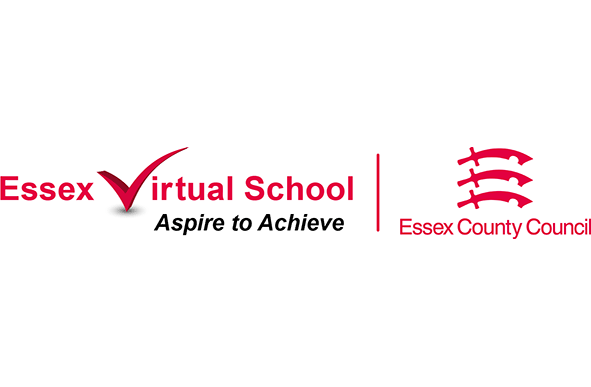 Essex Virtual School
Aspire to Achieve
Essex County Council